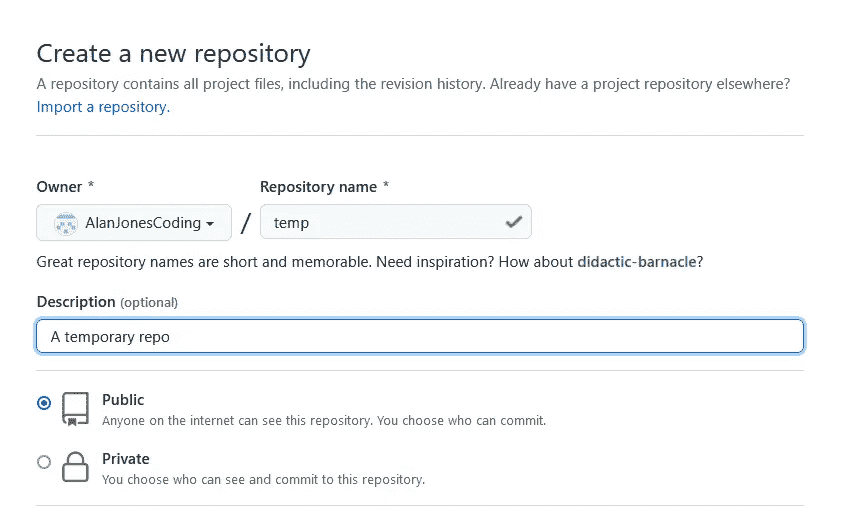 Create a new repository
A repository contains all project files, including the revision history. Already have a project repository elsewhere?
Import a repository.
Owner * Repository name *
AlanJonesCoding / temp
Great repository names are short and memorable. Need inspiration? How about didactic-barnacle?
Description (optional)
A temporary repo
Public
Anyone on the internet can see this repository. You choose who can commit.
Private
You choose who can see and commit to this repository.